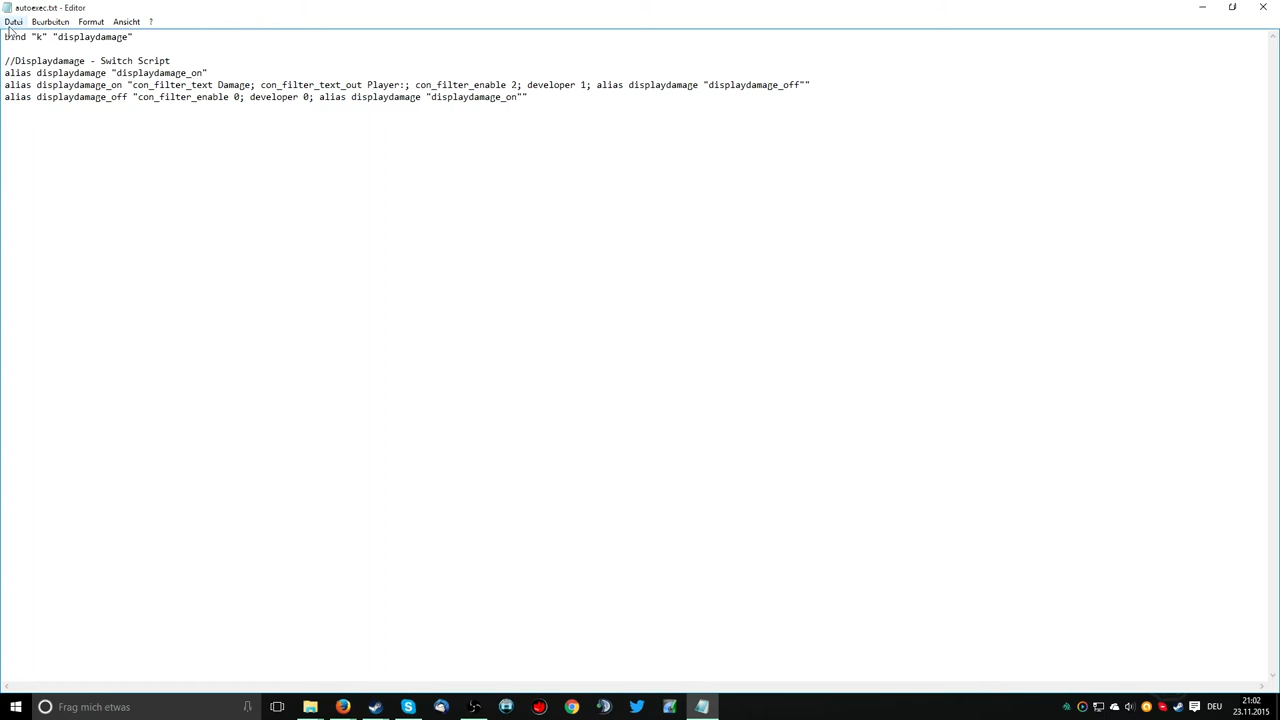 autoexec.txt - Editor
Datei Bearbeiten Format Ansicht ?
bind "k" "displaydamage"
//Displaydamage - Switch Script
alias displaydamage "displaydamage_on"
alias displaydamage_on "con_filter_text Damage; con_filter_text_out Player:; con_filter_enable 2; developer 1; alias displaydamage "displaydamage_off""
alias displaydamage_off "con_filter_enable 0; developer 0; alias displaydamage "displaydamage_on""
Frag mich etwas
DEU
21:02
23.11.2015